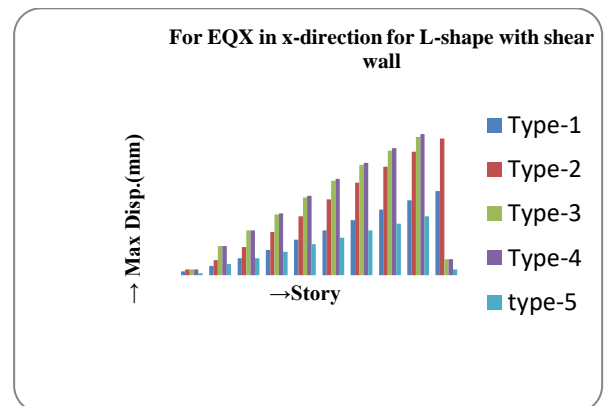 For EQX in x-direction for L-shape with shear
wall
→ Max Disp.(mm)
→Story
Type-1
Type-2
Type-3
Type-4
type-5